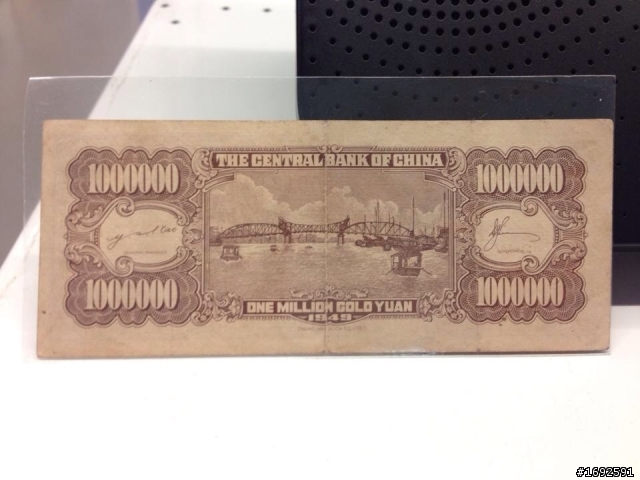 THE CENTRAL BANK OF CHINA
1000000 1000000
1000000 1000000
ONE MILLION GOLD YUAN
1949
#1692591